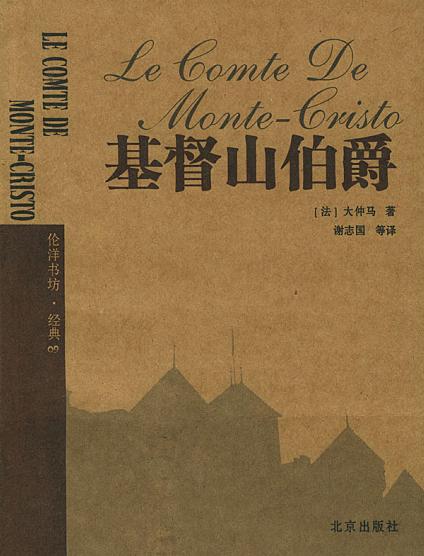 LE COMTE DE
MONTE-CRISTO
Le Comte De
Monte-Cristo
基督山伯爵
[法] 大仲马 著
谢志国 等译
伦洋书坊·经典 89
北京出版社